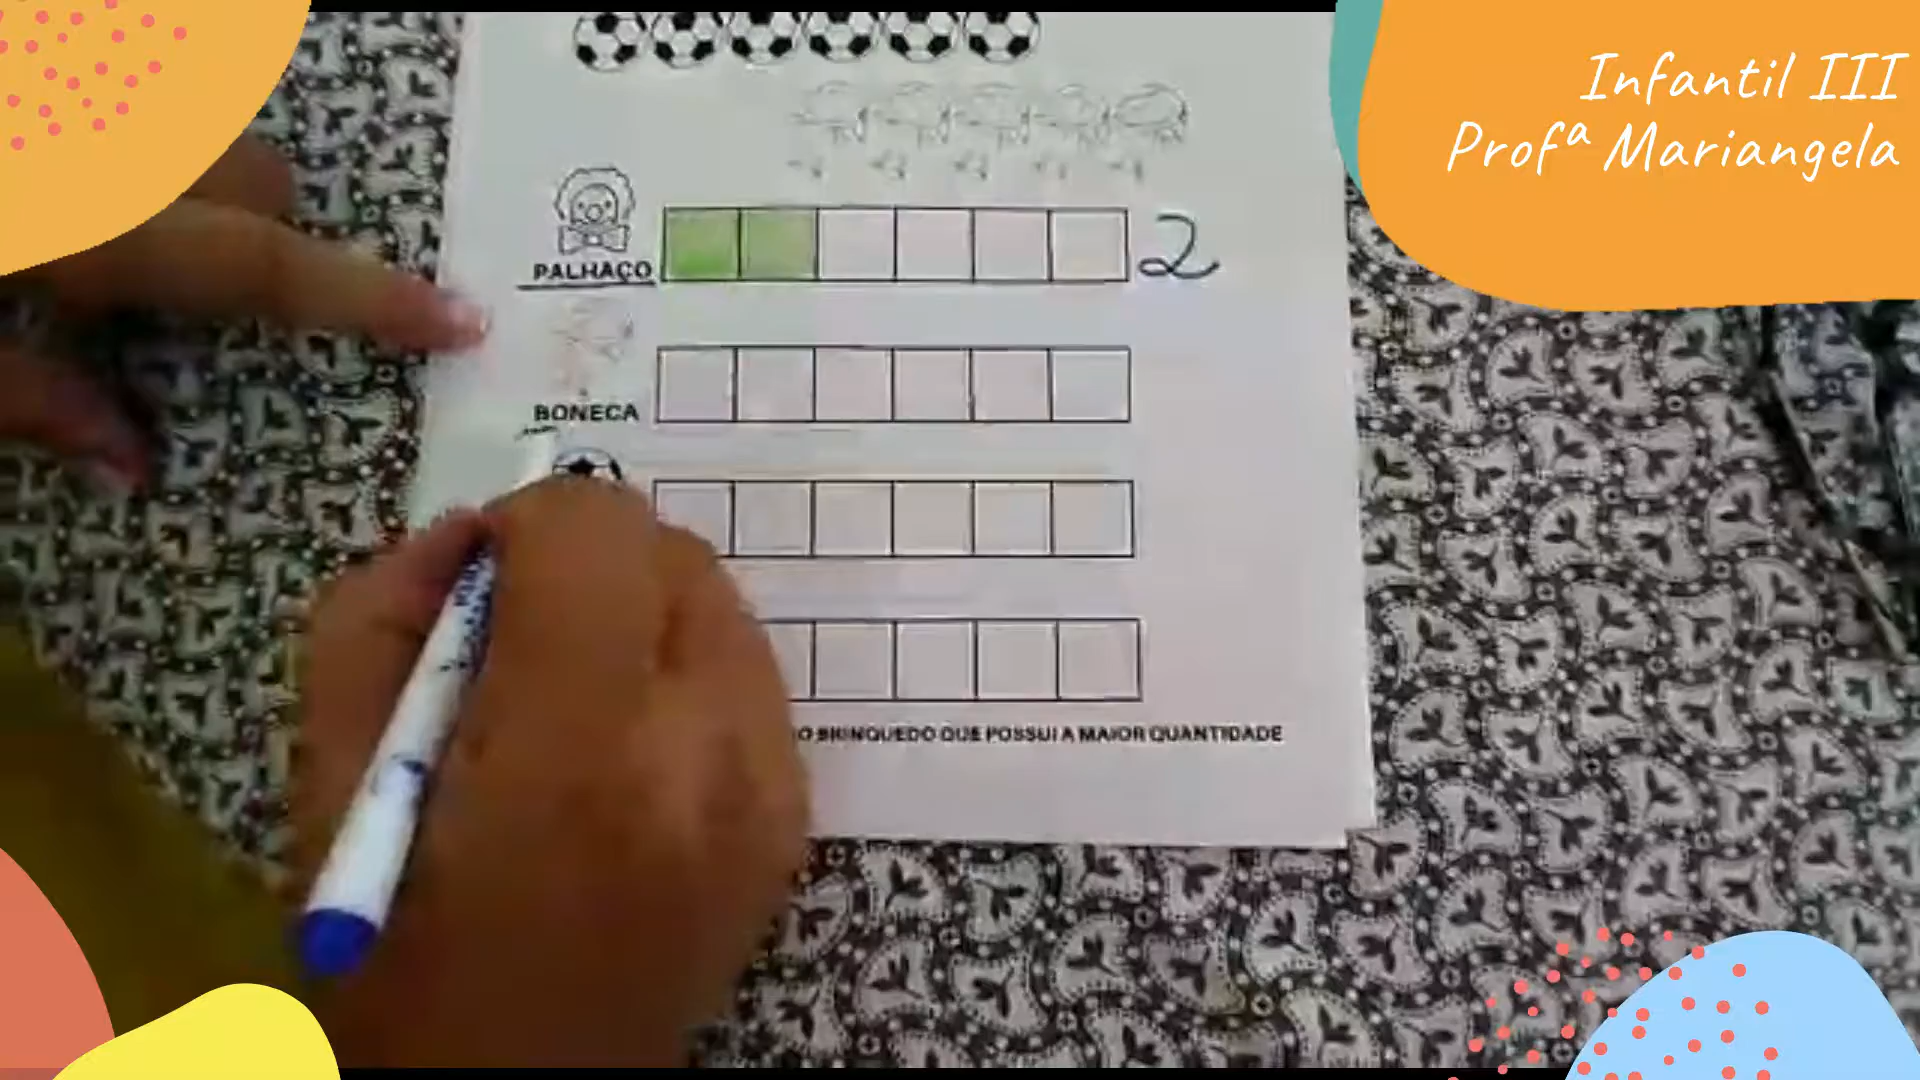 Infantil III
Profª Mariangela
PALHAÇO
2
BONECA
O BRINQUEDO QUE POSSUI A MAIOR QUANTIDADE